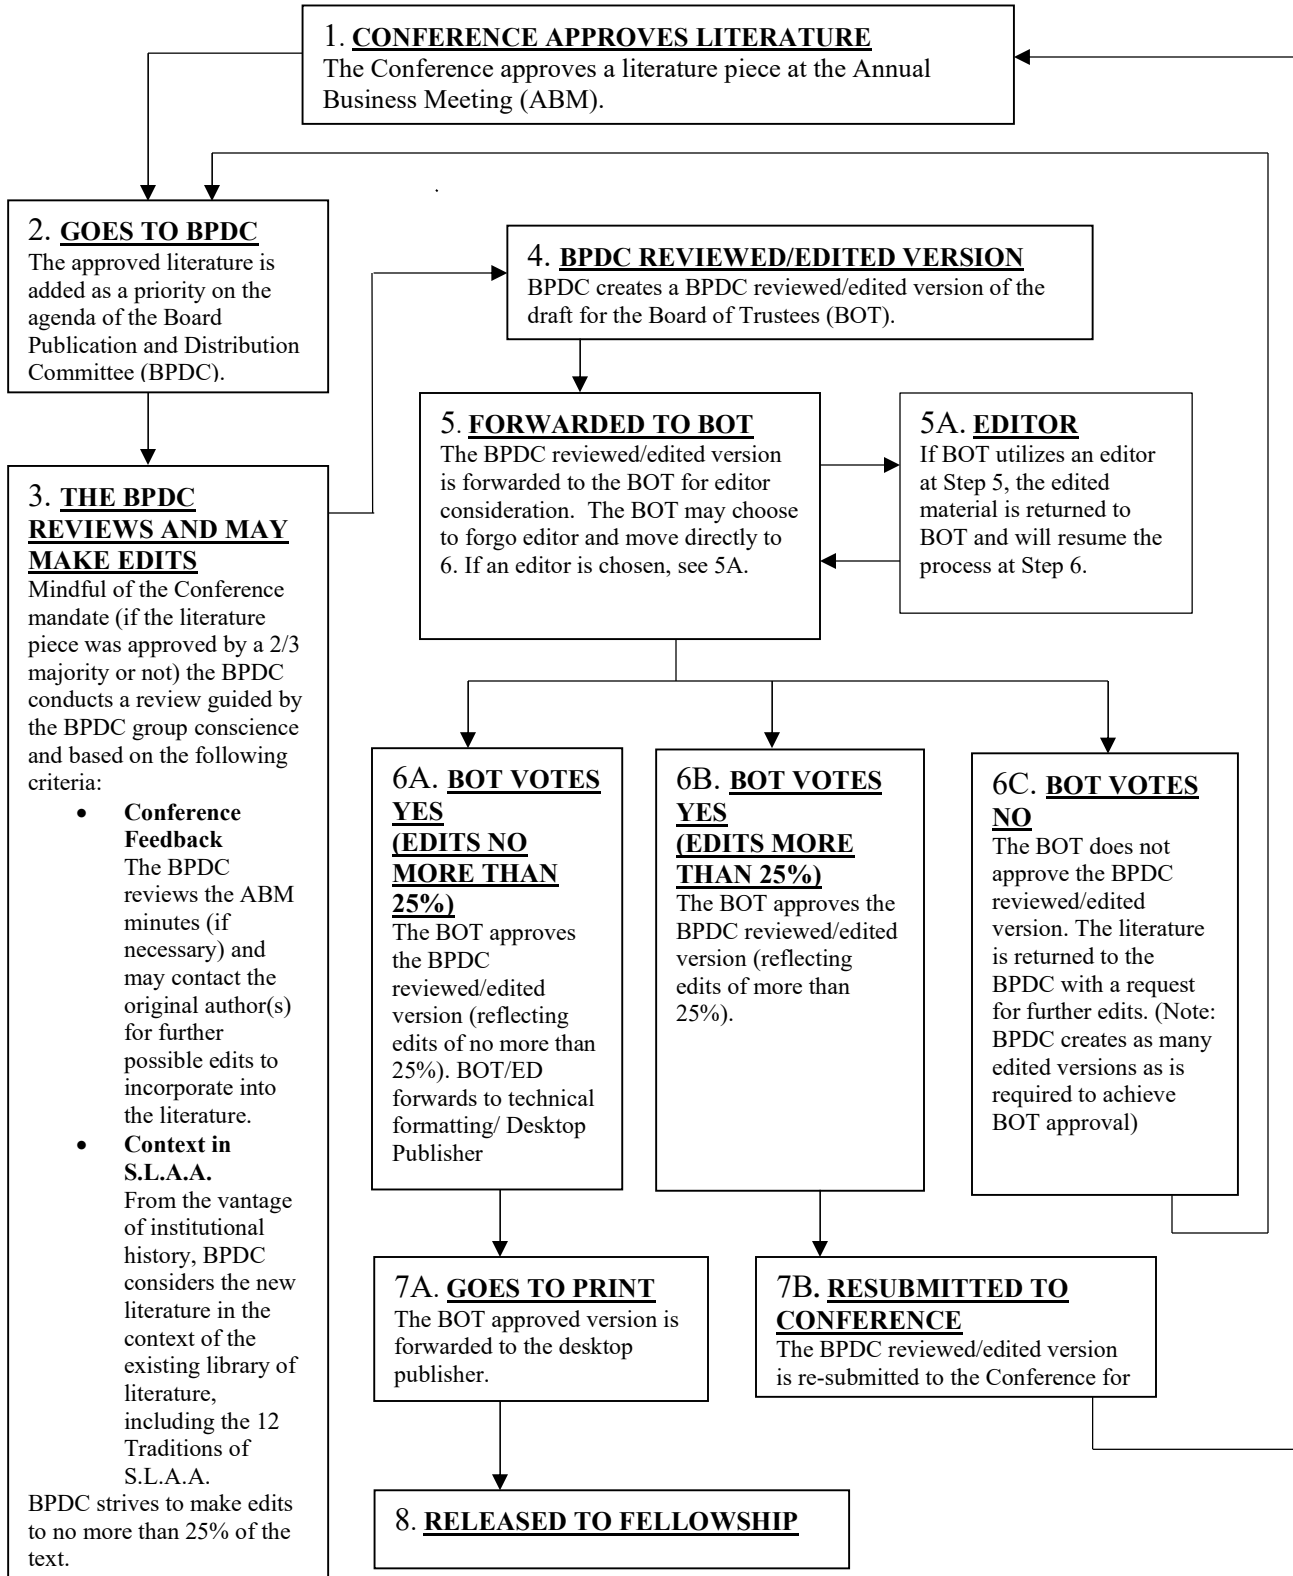 1. CONFERENCE APPROVES LITERATURE
The Conference approves a literature piece at the Annual
Business Meeting (ABM).
2. GOES TO BPDC
The approved literature is
added as a priority on the
agenda of the Board
Publication and Distribution
Committee (BPDC).
3. THE BPDC
REVIEWS AND MAY
MAKE EDITS
Mindful of the Conference
mandate (if the literature
piece was approved by a 2/3
majority or not) the BPDC
conducts a review guided by
the BPDC group conscience
and based on the following
criteria:
• Conference
Feedback
The BPDC
reviews the ABM
minutes (if
necessary) and
may contact the
original author(s)
for further
possible edits to
incorporate into
the literature.
• Context in
S.L.A.A.
From the vantage
of institutional
history, BPDC
considers the new
literature in the
context of the
existing library of
literature,
including the 12
Traditions of
S.L.A.A.
BPDC strives to make edits
to no more than 25% of the
text.
4. BPDC REVIEWED/EDITED VERSION
BPDC creates a BPDC reviewed/edited version of the
draft for the Board of Trustees (BOT).
5. FORWARDED TO BOT
The BPDC reviewed/edited version
is forwarded to the BOT for editor
consideration. The BOT may choose
to forgo editor and move directly to
6. If an editor is chosen, see 5A.
5A. EDITOR
If BOT utilizes an editor
at Step 5, the edited
material is returned to
BOT and will resume the
process at Step 6.
6A. BOT VOTES
YES
(EDITS NO
MORE THAN
25%)
The BOT approves
the BPDC
reviewed/edited
version (reflecting
edits of no more than
25%). BOT/ED
forwards to technical
formatting/ Desktop
Publisher
6B. BOT VOTES
YES
(EDITS MORE
THAN 25%)
The BOT approves the
BPDC reviewed/edited
version (reflecting
edits of more than
25%).
6C. BOT VOTES
NO
The BOT does not
approve the BPDC
reviewed/edited
version. The literature
is returned to the
BPDC with a request
for further edits. (Note:
BPDC creates as many
edited versions as is
required to achieve
BOT approval)
7A. GOES TO PRINT
The BOT approved version is
forwarded to the desktop
publisher.
7B. RESUBMITTED TO
CONFERENCE
The BPDC reviewed/edited version
is re-submitted to the Conference for
8. RELEASED TO FELLOWSHIP